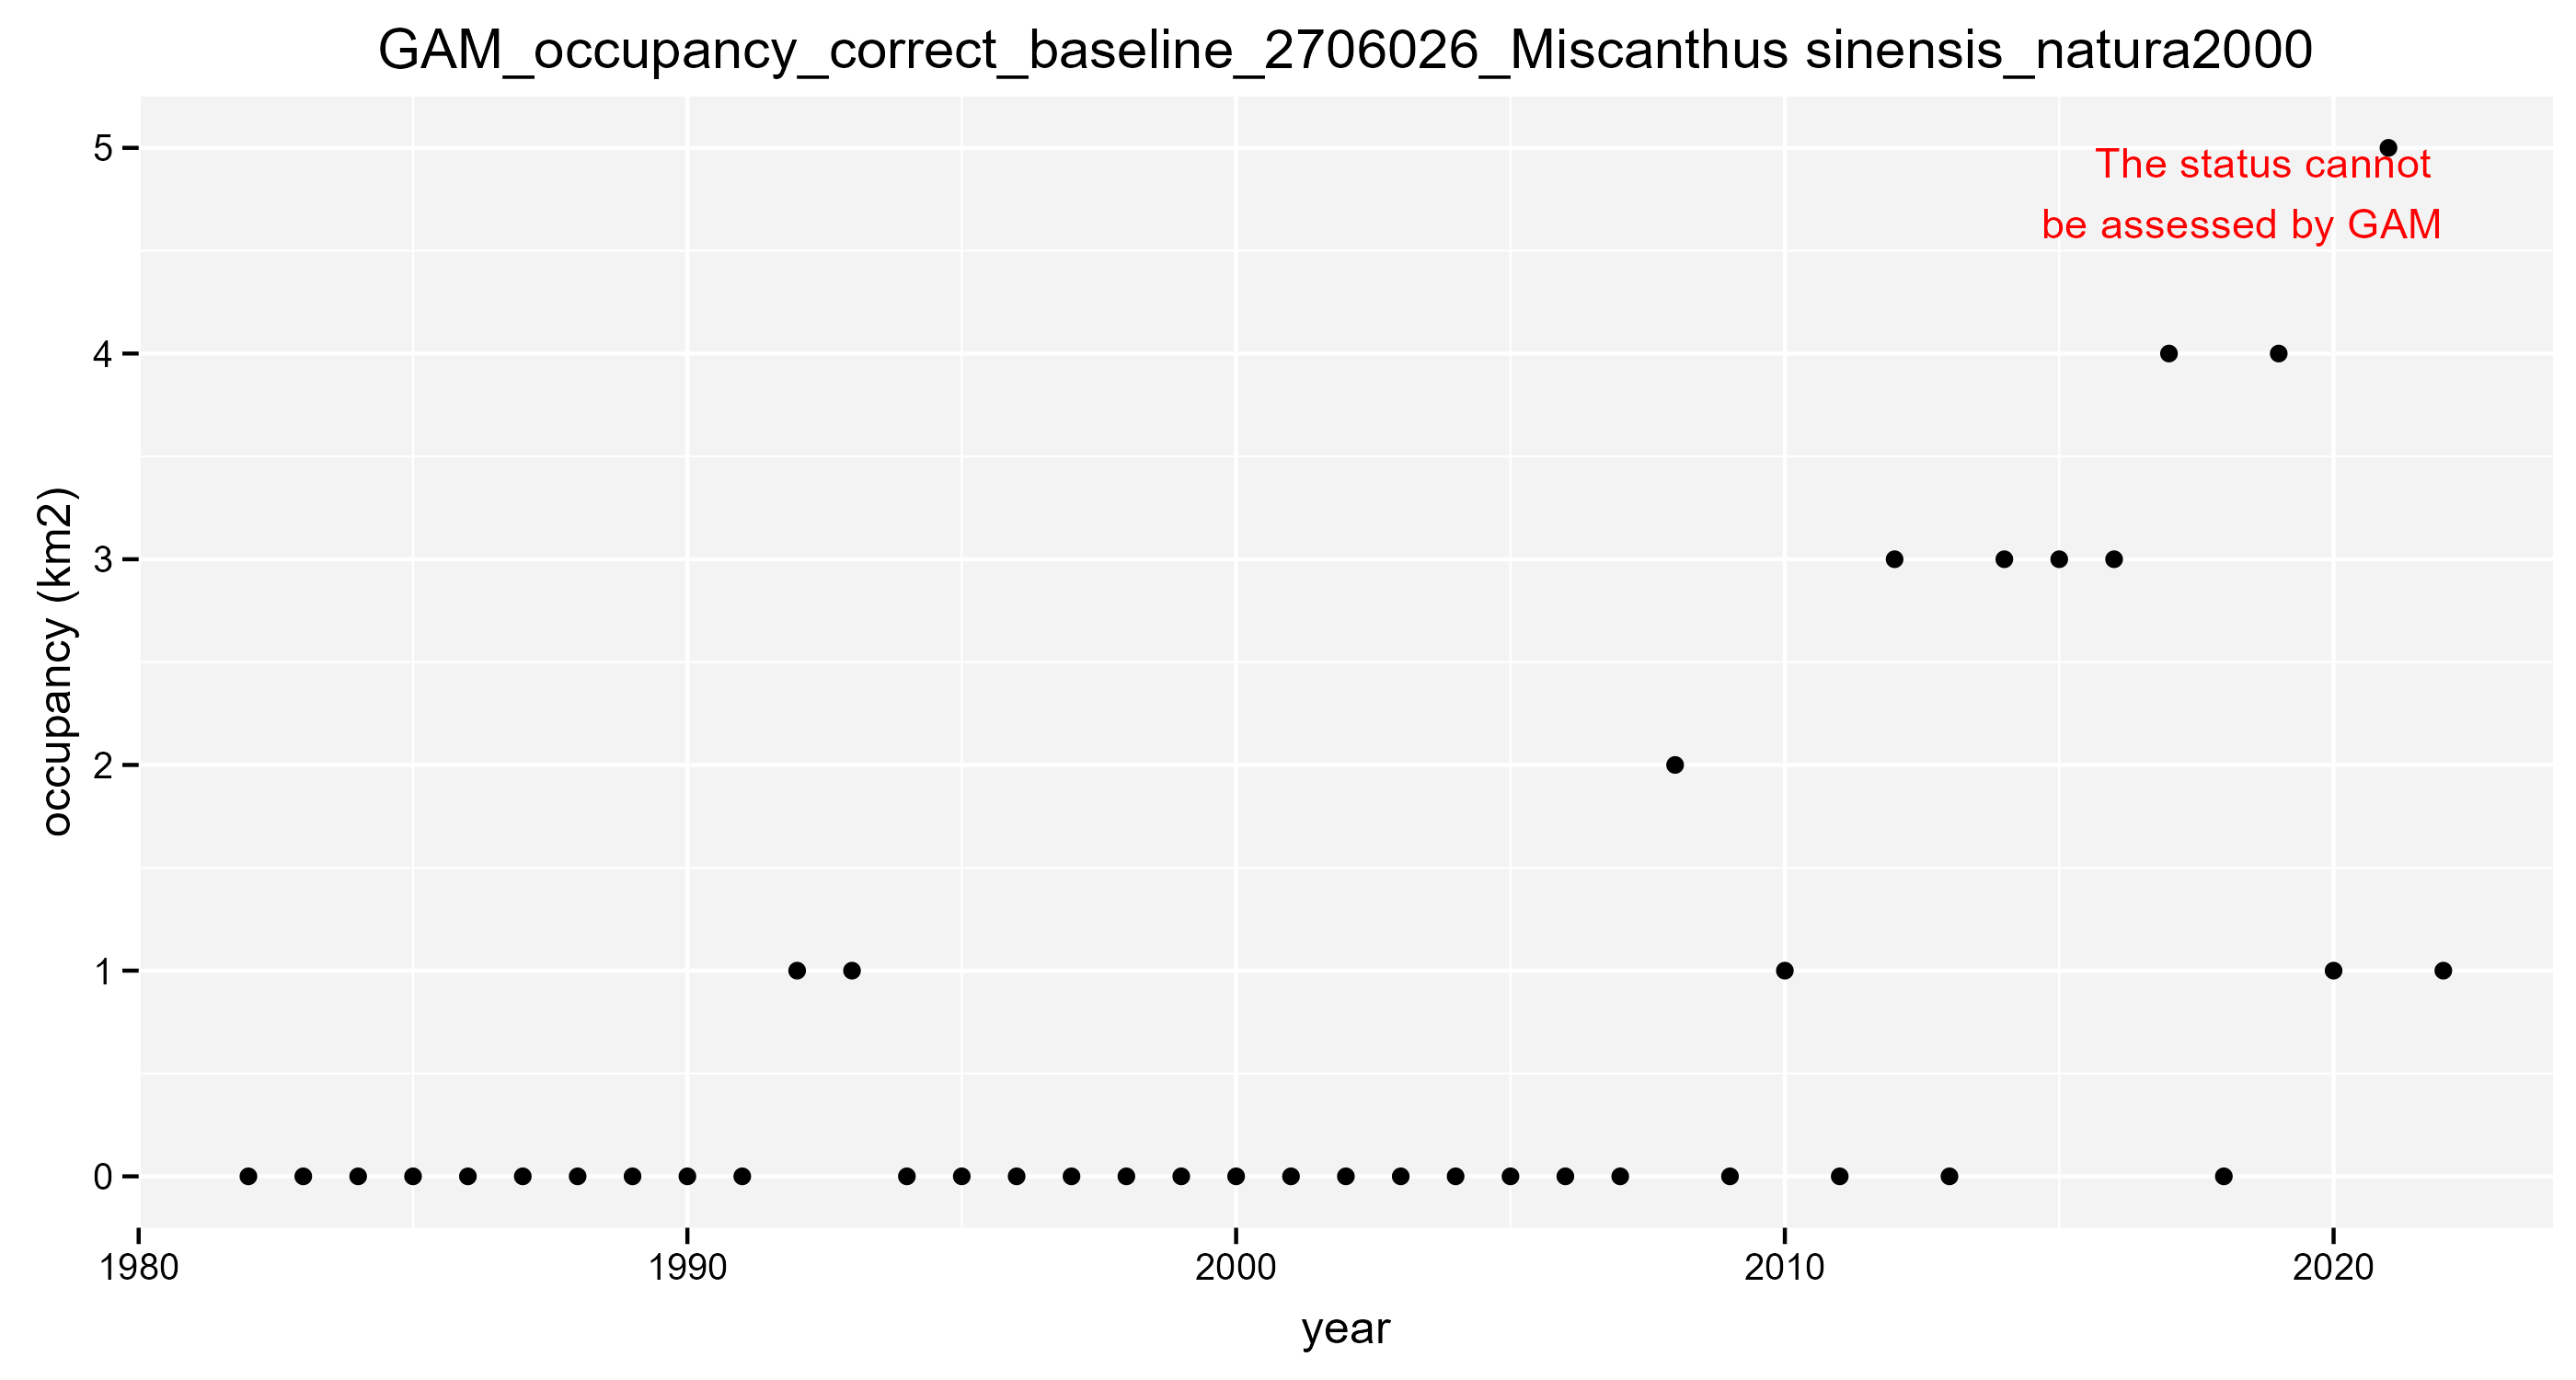 GAM_occupancy_correct_baseline_2706026_Miscanthus sinensis_natura2000
The status cannot
be assessed by GAM
occupancy (km2)
5
4
3
2
1
0
1980 1990 2000 2010 2020
year